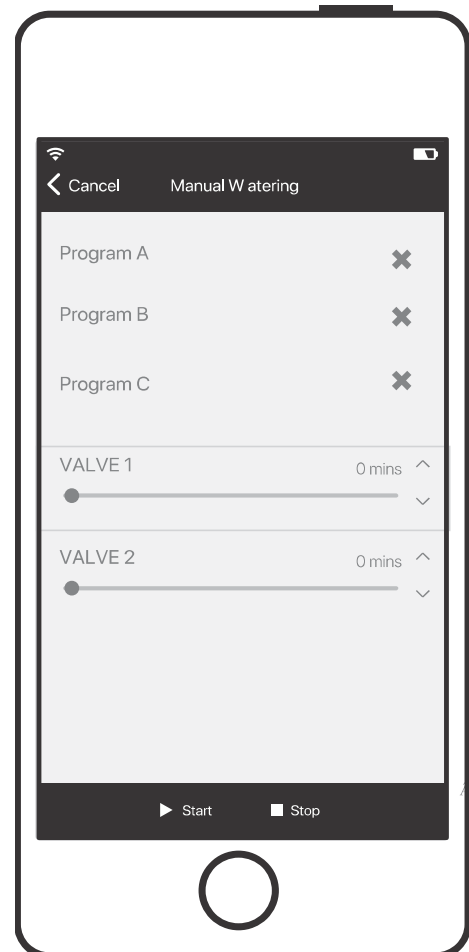 Cancel Manual W atering
Program A
Program B
Program C
VALVE 1 0 mins
VALVE 2 0 mins
Start Stop